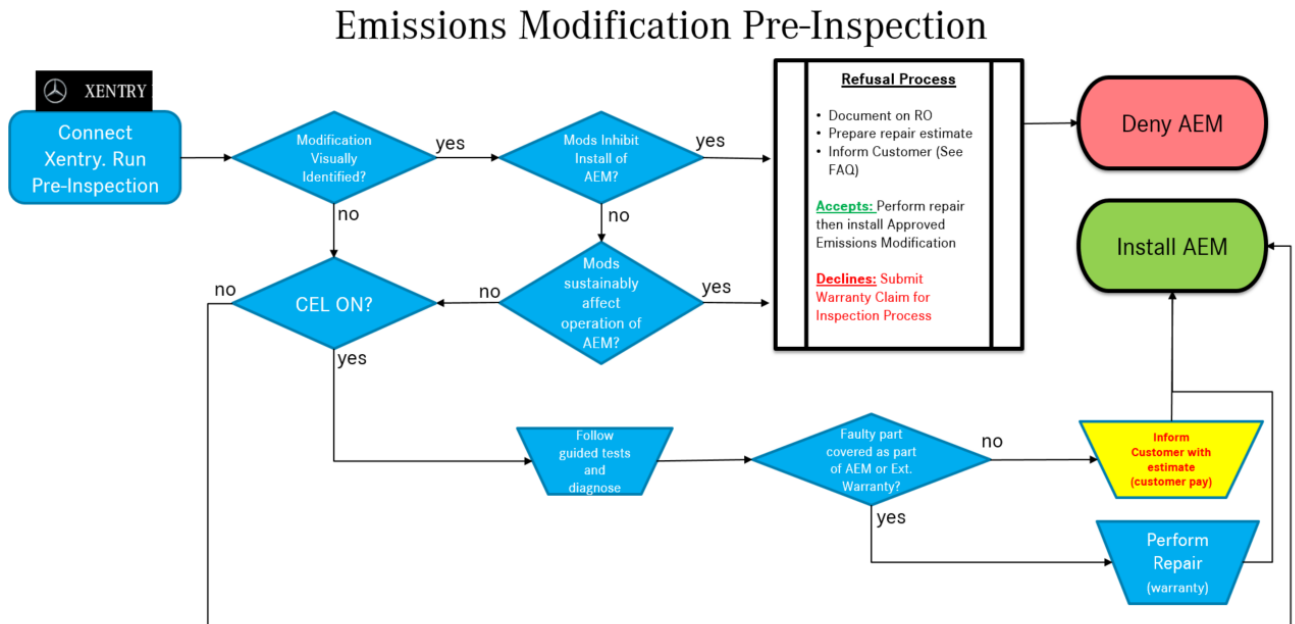 Emissions Modification Pre-Inspection
XENTRY
Connect
Xentry. Run
Pre-Inspection
Modification
Visually
Identified?
yes
no
Mods Inhibit
Install of
AEM?
yes
no
Refusal Process
• Document on RO
• Prepare repair estimate
• Inform Customer (See
FAQ)
Accepts: Perform repair
then install Approved
Emissions Modification
Declines: Submit
Warranty Claim for
Inspection Process
Deny AEM
Install AEM
no
CEL ON?
yes
no
Mods
sustainably
affect
operation of
AEM?
yes
Follow
guided tests
and
diagnose
Faulty part
covered as part
of AEM or Ext.
Warranty?
no
yes
Inform
Customer with
estimate
(customer pay)
Perform
Repair
(warranty)